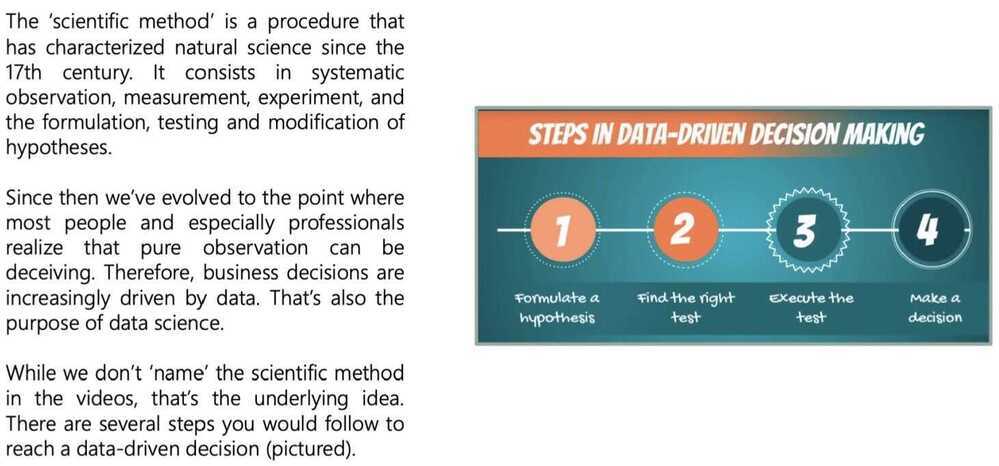 The ‘scientific method’ is a procedure that
has characterized natural science since the
17th century. It consists in systematic
observation, measurement, experiment, and
the formulation, testing and modification of
hypotheses.
Since then we’ve evolved to the point where
most people and especially professionals
realize that pure observation can be
deceiving. Therefore, business decisions are
increasingly driven by data. That’s also the
purpose of data science.
While we don’t ‘name’ the scientific method
in the videos, that’s the underlying idea.
There are several steps you would follow to
reach a data-driven decision (pictured).
STEPS IN DATA-DRIVEN DECISION MAKING
1
2
3
4
Formulate a
hypothesis
Find the right
test
Execute the
test
Make a
decision